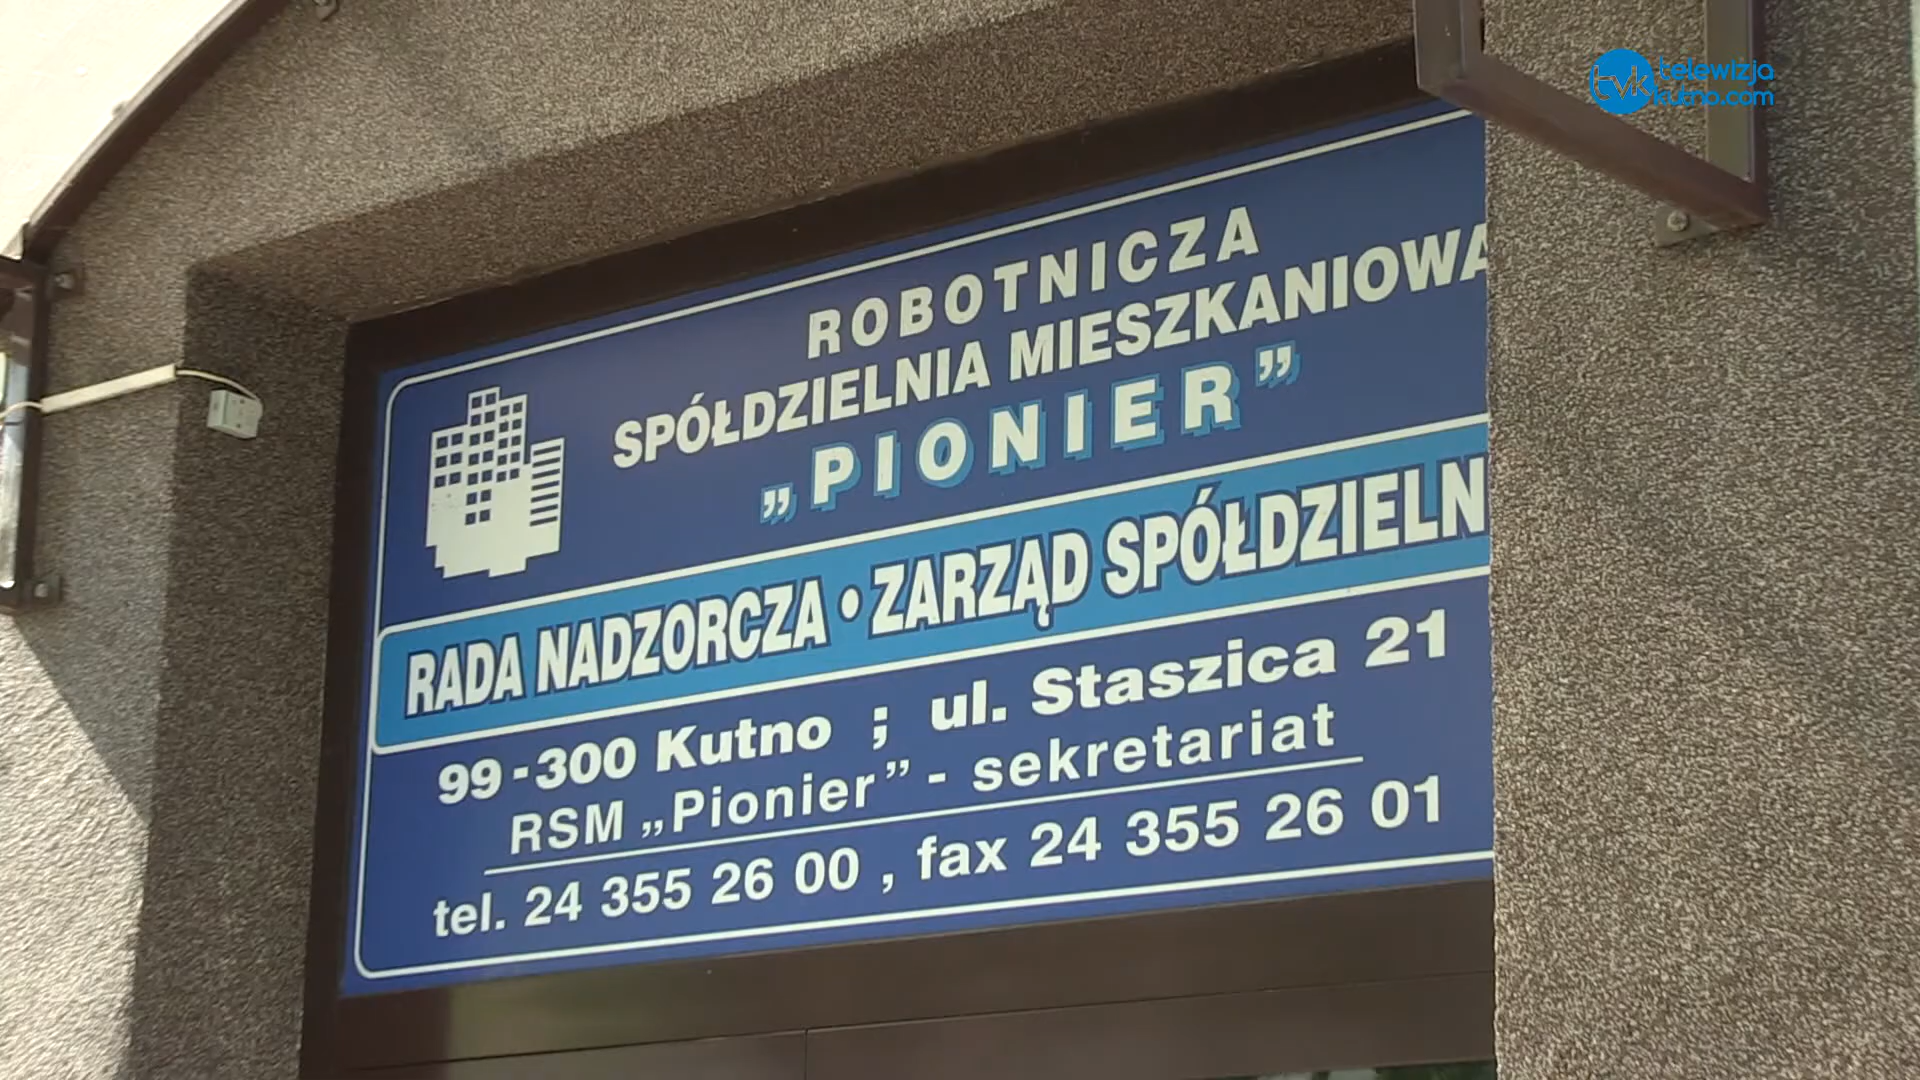 telewizja
tvk kutno.com
ROBOTNICZA
SPÓŁDZIELNIA MIESZKANIOWA
„PIONIER”
RADA NADZORCZA • ZARZĄD SPÓŁDZIELN
99-300 Kutno ; ul. Staszica 21
RSM „Pionier” - sekretariat
tel. 24 355 26 00 , fax 24 355 26 01